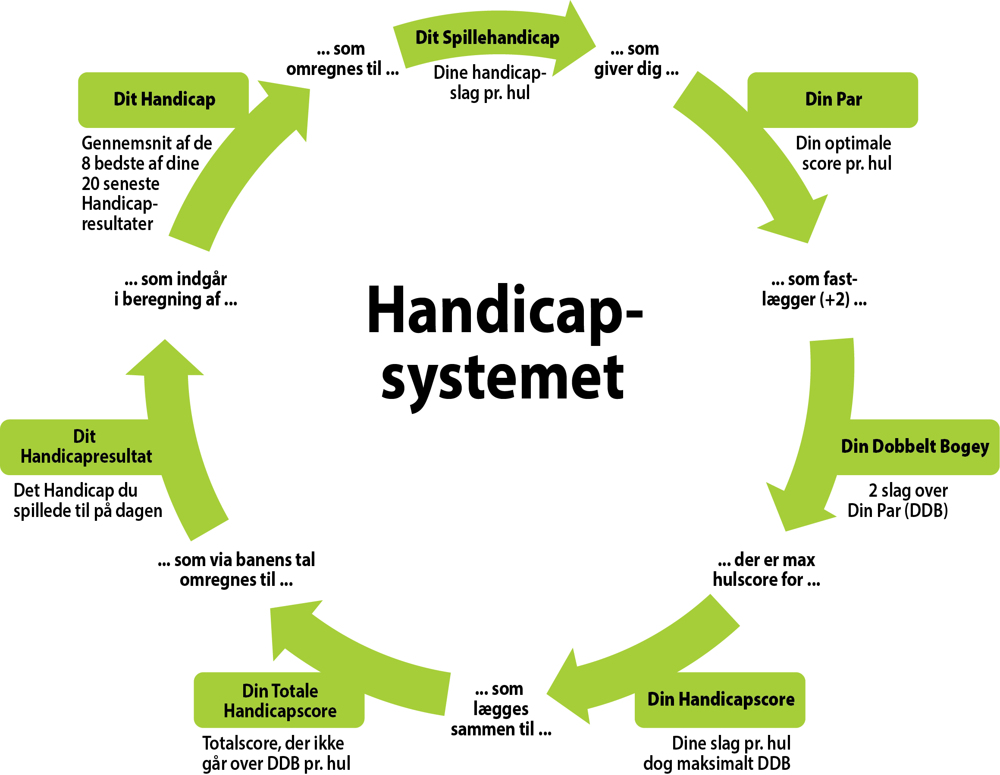 Handicap-
systemet
Dit Handicap
Gennemsnit af de
8 bedste af dine
20 seneste
Handicap-
resultater
... som
omregnes til ...
Dit Spillehandicap
Dine handicap-
slag pr. hul
... som
giver dig ...
Din Par
Din optimale
score pr. hul
... som fast-
lægger (+2) ...
Din Dobbelt Bogey
2 slag over
Din Par (DDB)
... der er max
hulscore for ...
Din Handicapscore
Dine slag pr. hul
dog maksimalt DDB
... som
lægges
sammen til ...
Din Totale
Handicapscore
Totalscore, der ikke
går over DDB pr. hul
... som via banens tal
omregnes til ...
Dit
Handicapresultat
Det Handicap du
spillede til på dagen
... som indgår
i beregning af ...